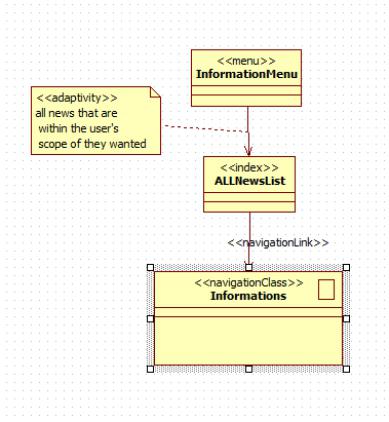 <<menu>>
InformationMenu
<<adaptivity>>
all news that are
within the user's
scope of they wanted
<<index>>
ALLNewsList
<<navigationLink>>
<<navigationClass>>
Informations